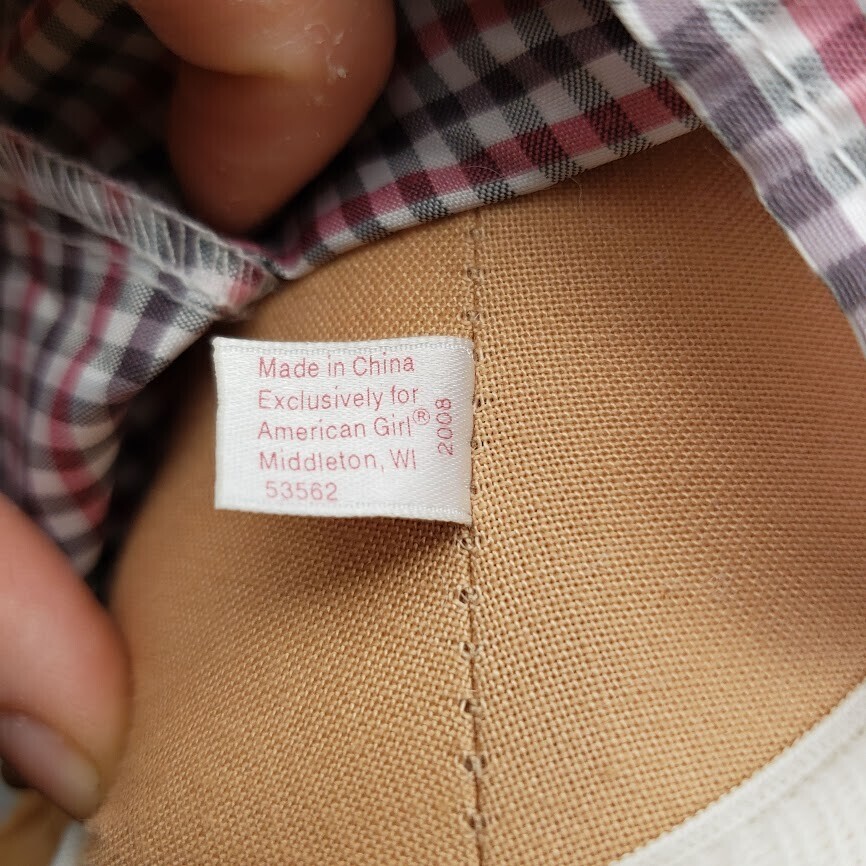 Made in China
Exclusively for
American Girl®
Middleton, WI
53562
2008